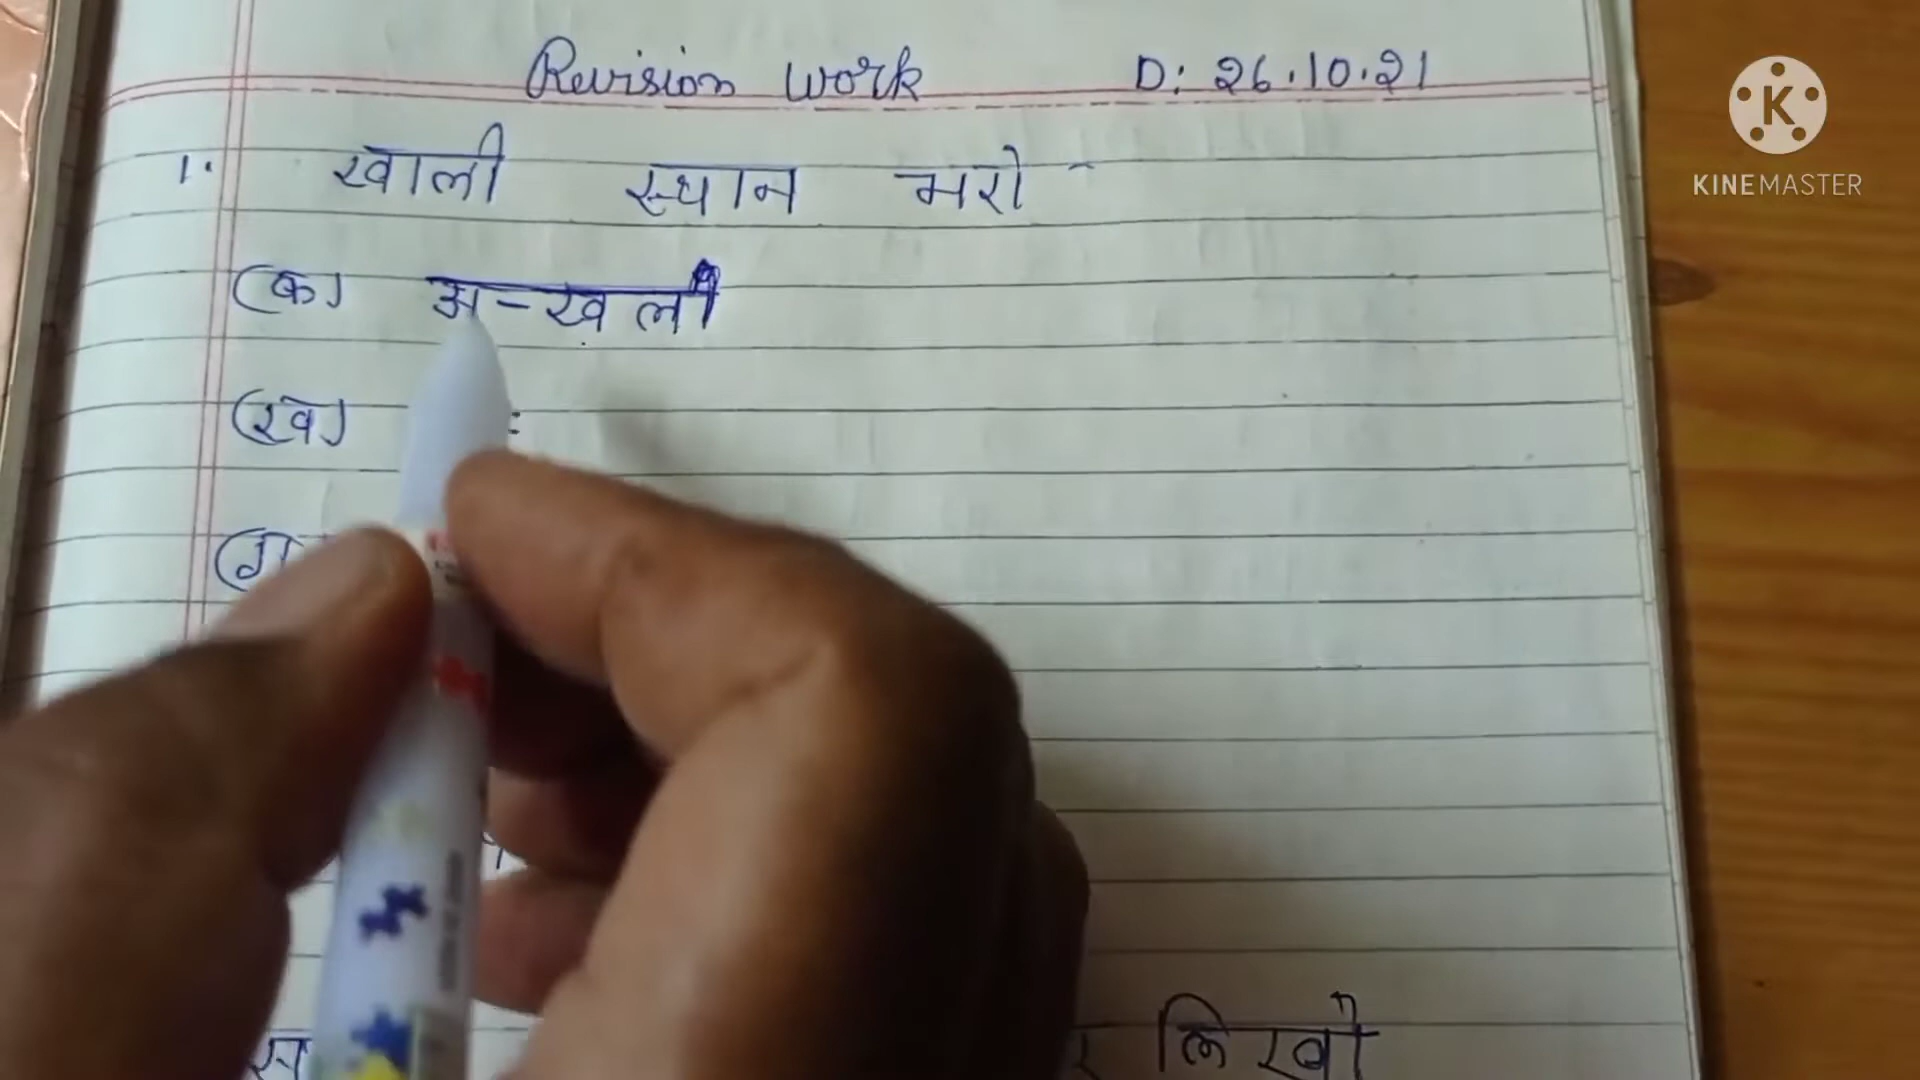 Revision Work D: 26.10.21
K
KINEMASTER
1. खाली स्थान भरो -
(क) अ-खली
(ख)
(ग
लिखो